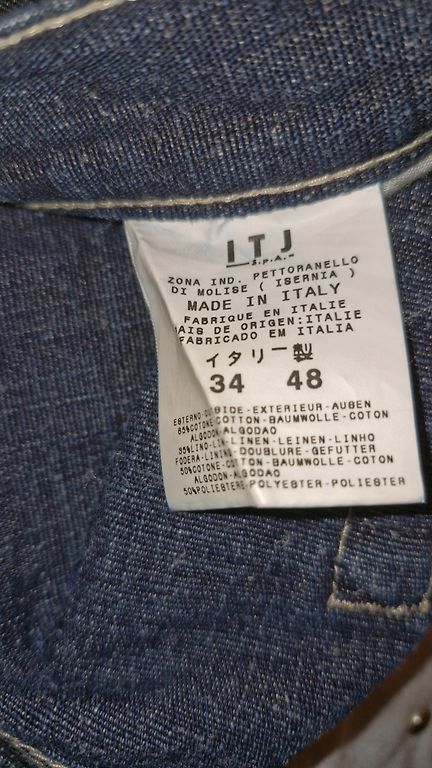 ITJ
S.P.A.
ZONA IND. PETTORANELLO
DI MOLISE ( ISERNIA )
MADE IN ITALY
FABRIQUE EN ITALIE
AIS DE ORIGEN:ITALIE
FABRICADO EM ITALIA
イタリー製
34 48
ESTERNO-OUTSIDE-EXTERIEUR-AUßEN
65%COTONE-COTTON-BAUMWOLLE-COTON
ALGODON-ALGODAO
35%LINO-LIN-LINEN-LEINEN-LINHO
FODERA-LINING-DOUBLURE-GEFUTTER
50%COTONE-COTTON-BAUMWOLLE-COTON
ALGODON-ALGODAO
50%POLIESTERE-POLYESTER-POLIESTER